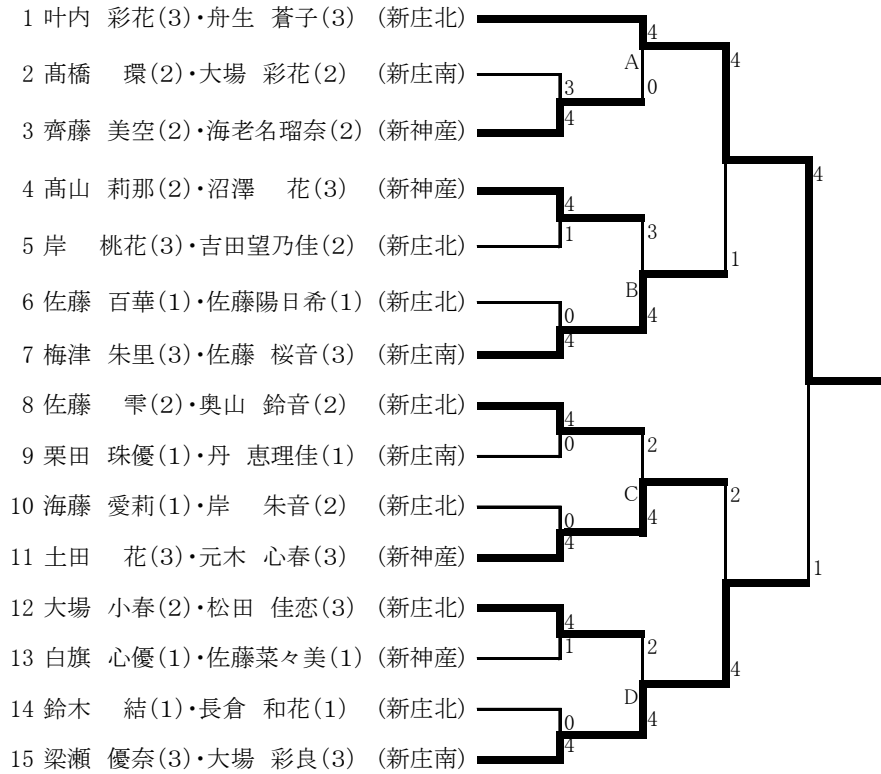 1 叶内 彩花(3)・舟生 蒼子(3) (新庄北)
4
A
4
2 髙橋 環(2)・大場 彩花(2) (新庄南)
3
0
3 齊藤 美空(2)・海老名瑠奈(2) (新神産)
4
4
4 髙山 莉那(2)・沼澤 花(3) (新神産)
4
3
5 岸 桃花(3)・吉田望乃佳(2) (新庄北)
1
1
B
6 佐藤 百華(1)・佐藤陽日希(1) (新庄北)
0
4
7 梅津 朱里(3)・佐藤 桜音(3) (新庄南)
4
8 佐藤 雫(2)・奥山 鈴音(2) (新庄北)
4
2
9 栗田 珠優(1)・丹 恵理佳(1) (新庄南)
0
C
2
10 海藤 愛莉(1)・岸 朱音(2) (新庄北)
0
4
11 土田 花(3)・元木 心春(3) (新神産)
4
1
12 大場 小春(2)・松田 佳恋(3) (新庄北)
4
2
13 白旗 心優(1)・佐藤菜々美(1) (新神産)
1
4
D
14 鈴木 結(1)・長倉 和花(1) (新庄北)
0
4
15 梁瀬 優奈(3)・大場 彩良(3) (新庄南)
4